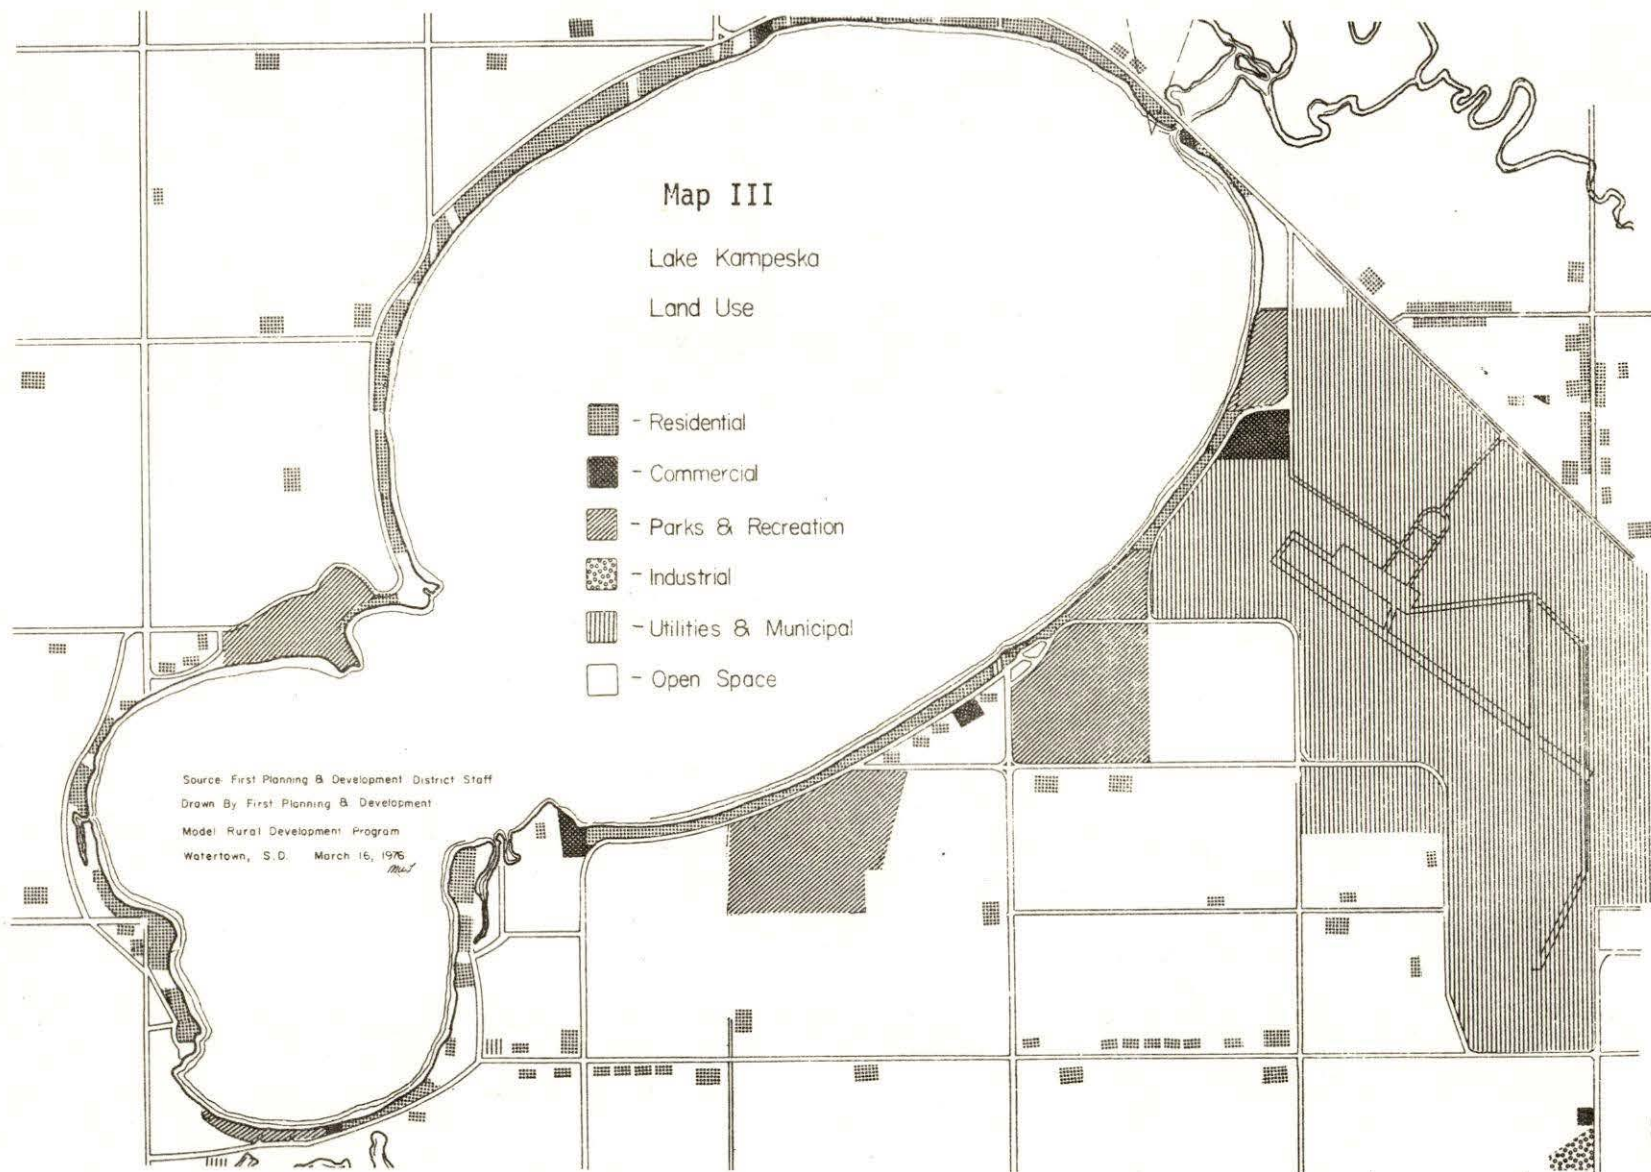 Map III
Lake Kampeska
Land Use
- Residential
- Commercial
- Parks & Recreation
- Industrial
- Utilities & Municipal
- Open Space
Source First Planning & Development District Staff
Drawn By First Planning & Development
Model Rural Development Program
Watertown, S.D. March 16, 1976